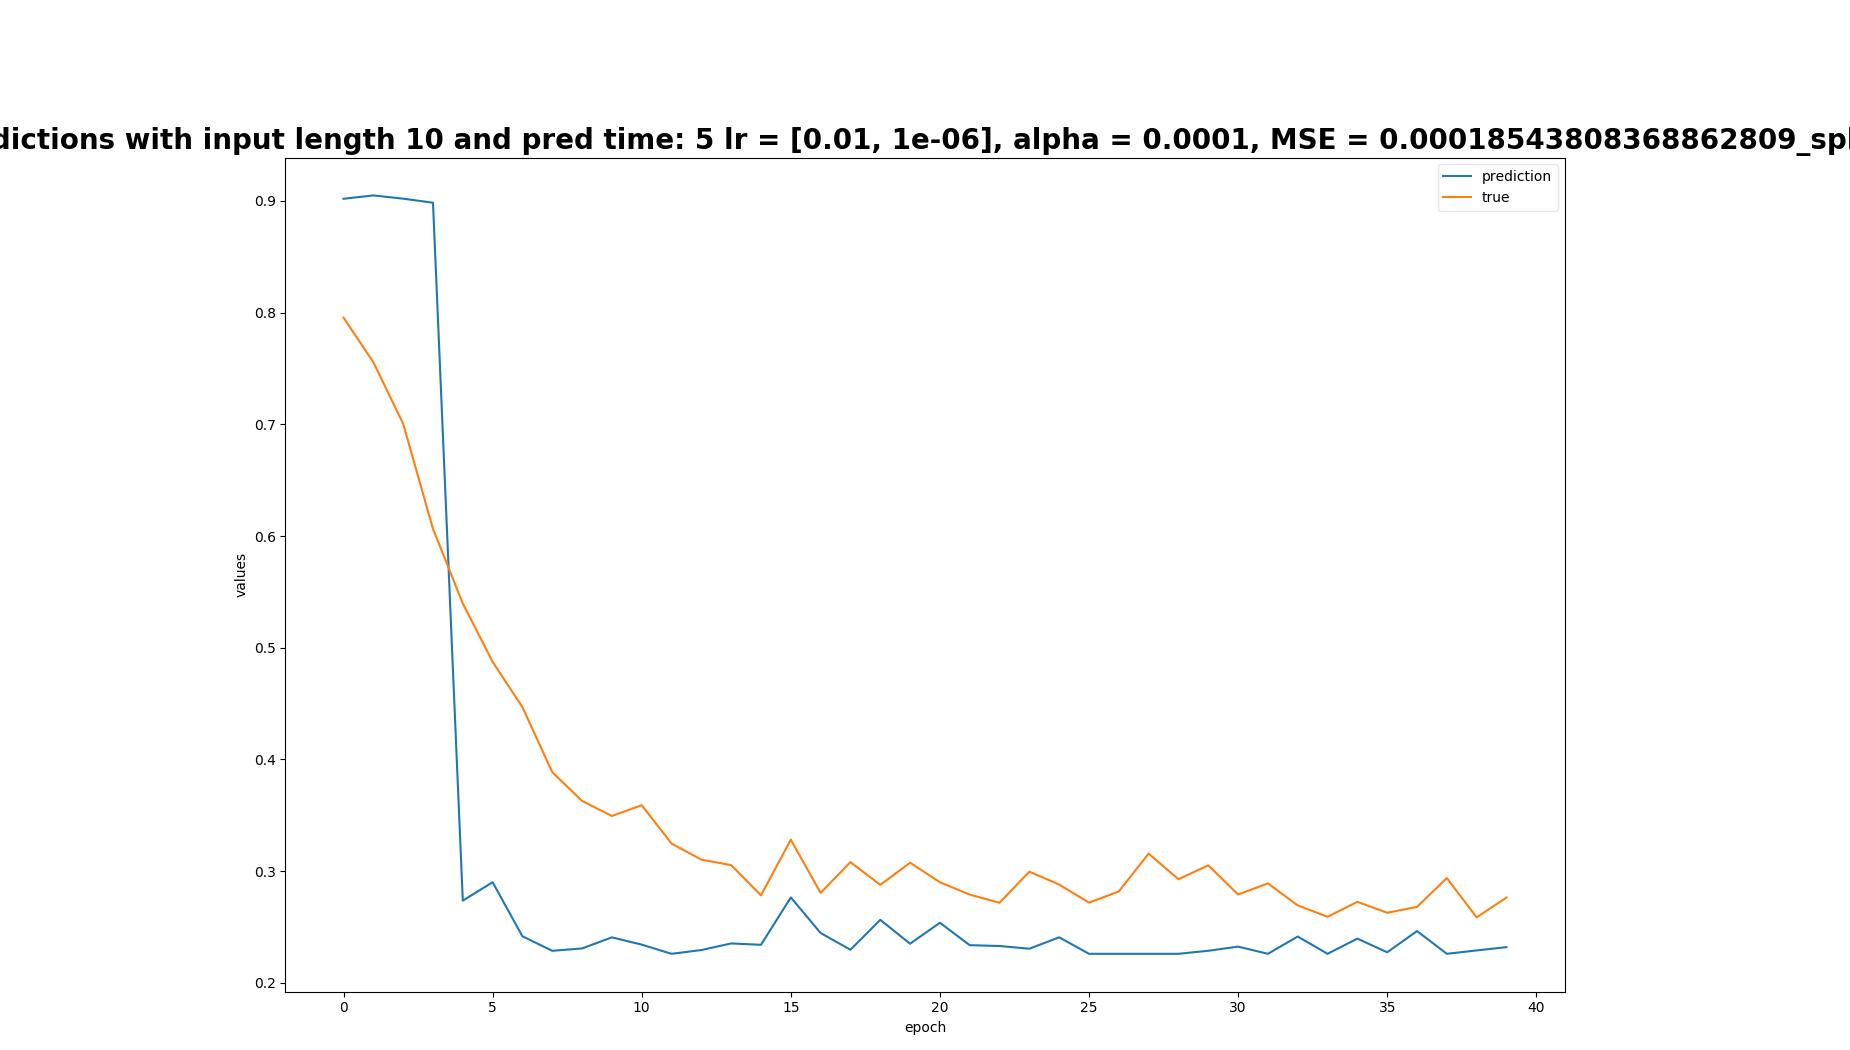 dictions with input length 10 and pred time: 5 lr = [0.01, 1e-06], alpha = 0.0001, MSE = 0.00018543808368862809_spl
prediction
true
0.9
0.8
0.7
0.6
0.5
0.4
0.3
0.2
values
0 5 10 15 20 25 30 35 40
epoch